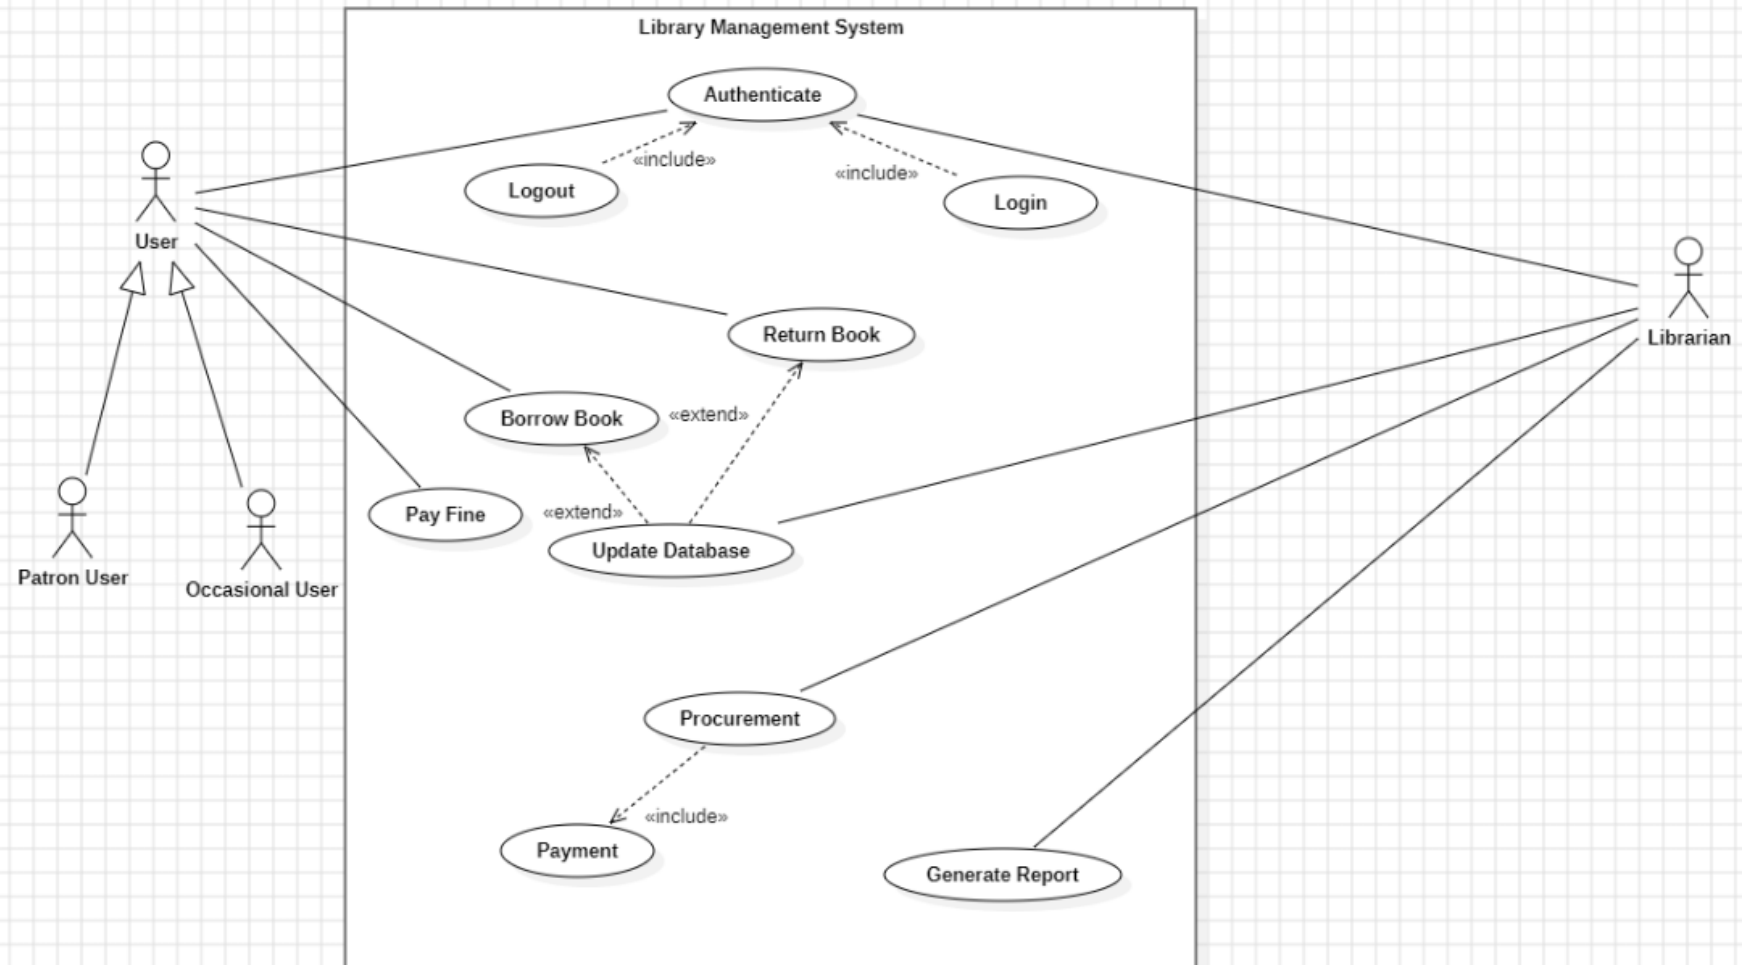 Library Management System
Authenticate
«include»
«include»
Logout
Login
User
Return Book
Librarian
Borrow Book
«extend»
Pay Fine
«extend»
Update Database
Patron User
Occasional User
Procurement
«include»
Payment
Generate Report